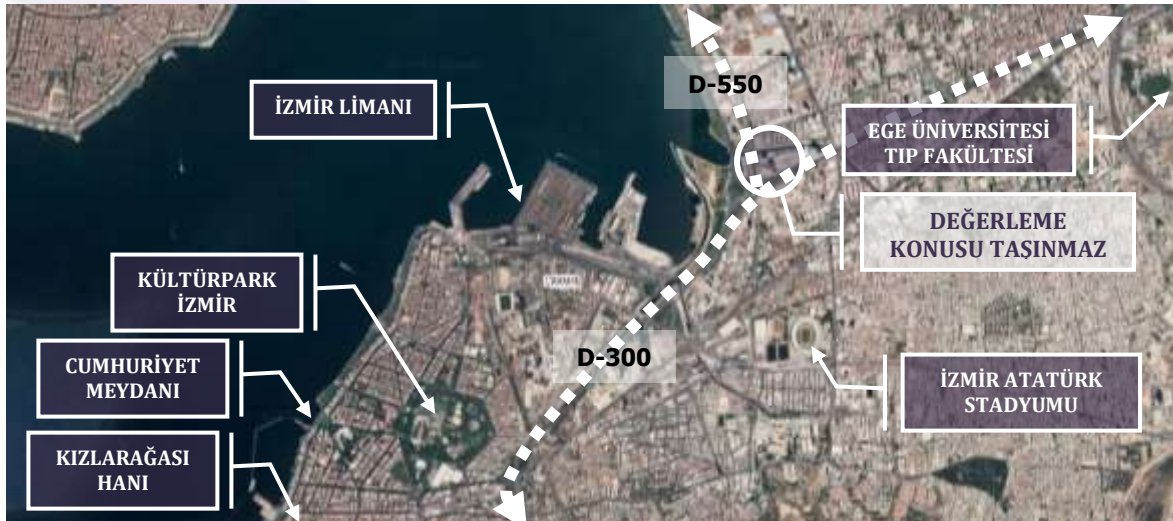 D-550
İZMİR LİMANI
EGE ÜNİVERSİTESİ
TIP FAKÜLTESİ
DEĞERLEME
KONUSU TAŞINMAZ
KÜLTÜRPARK
İZMİR
D-300
CUMHURİYET
MEYDANI
İZMİR ATATÜRK
STADYUMU
KIZLARAĞASI
HANI